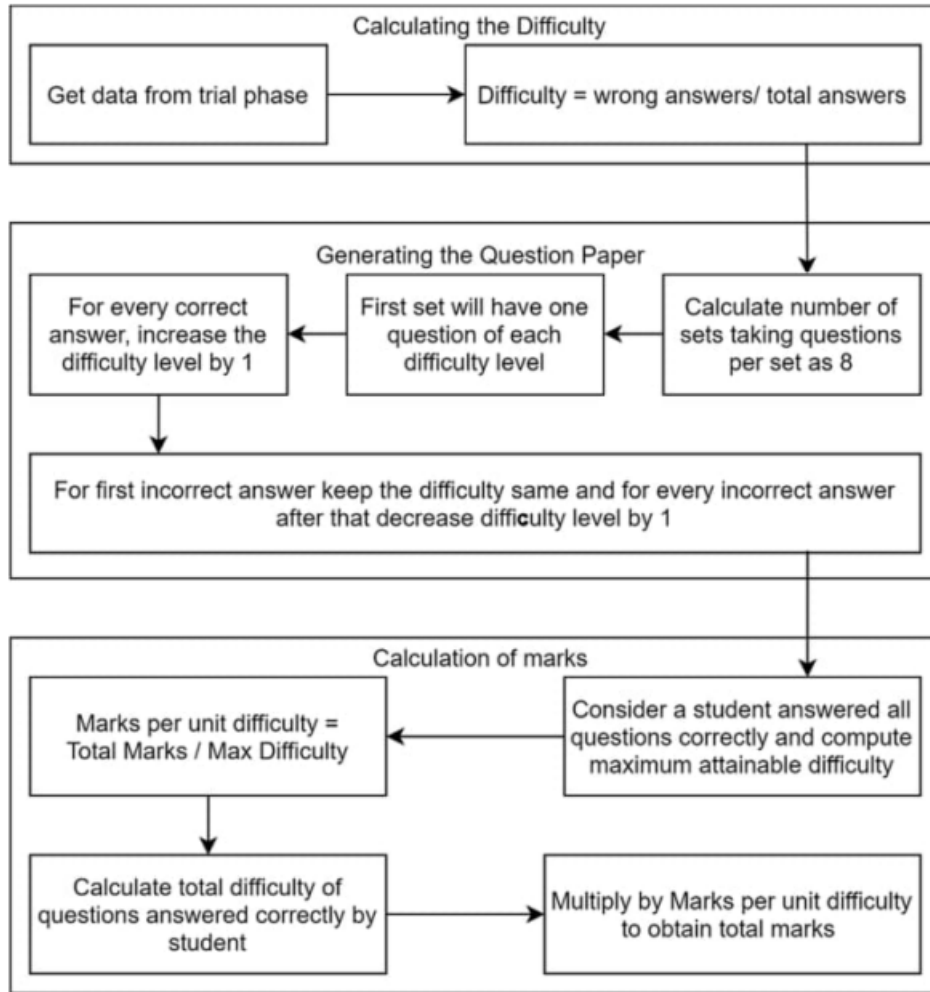 Calculating the Difficulty
Get data from trial phase
Difficulty = wrong answers/ total answers
Generating the Question Paper
Calculate number of
sets taking questions
per set as 8
First set will have one
question of each
difficulty level
For every correct
answer, increase the
difficulty level by 1
For first incorrect answer keep the difficulty same and for every incorrect answer
after that decrease difficulty level by 1
Calculation of marks
Consider a student answered all
questions correctly and compute
maximum attainable difficulty
Marks per unit difficulty =
Total Marks / Max Difficulty
Calculate total difficulty of
questions answered correctly by
student
Multiply by Marks per unit difficulty
to obtain total marks